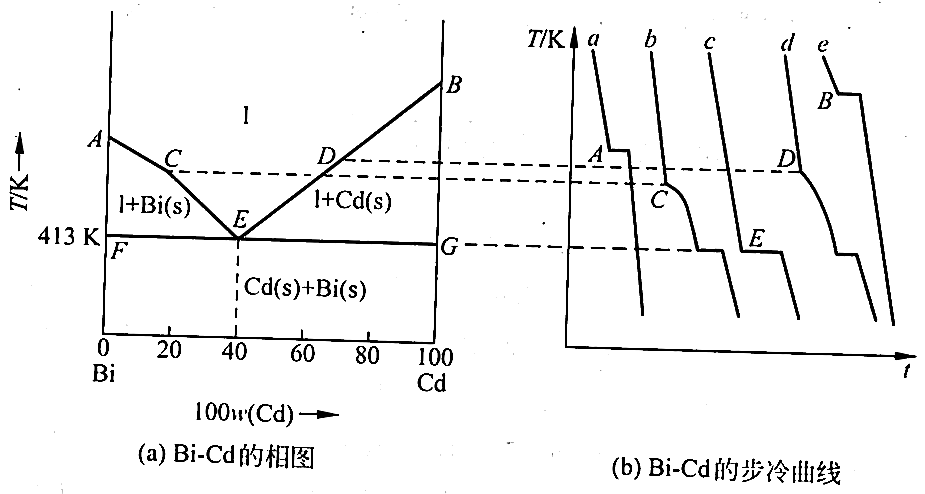 T/K
A
C
D
B
l
l+Bi(s)
E
l+Cd(s)
413 K
F
G
Cd(s)+Bi(s)
0 20 40 60 80 100
Bi
Cd
100w(Cd)
(a) Bi-Cd的相图
T/K
a b c d e
B
A
D
C
E
t
(b) Bi-Cd的步冷曲线